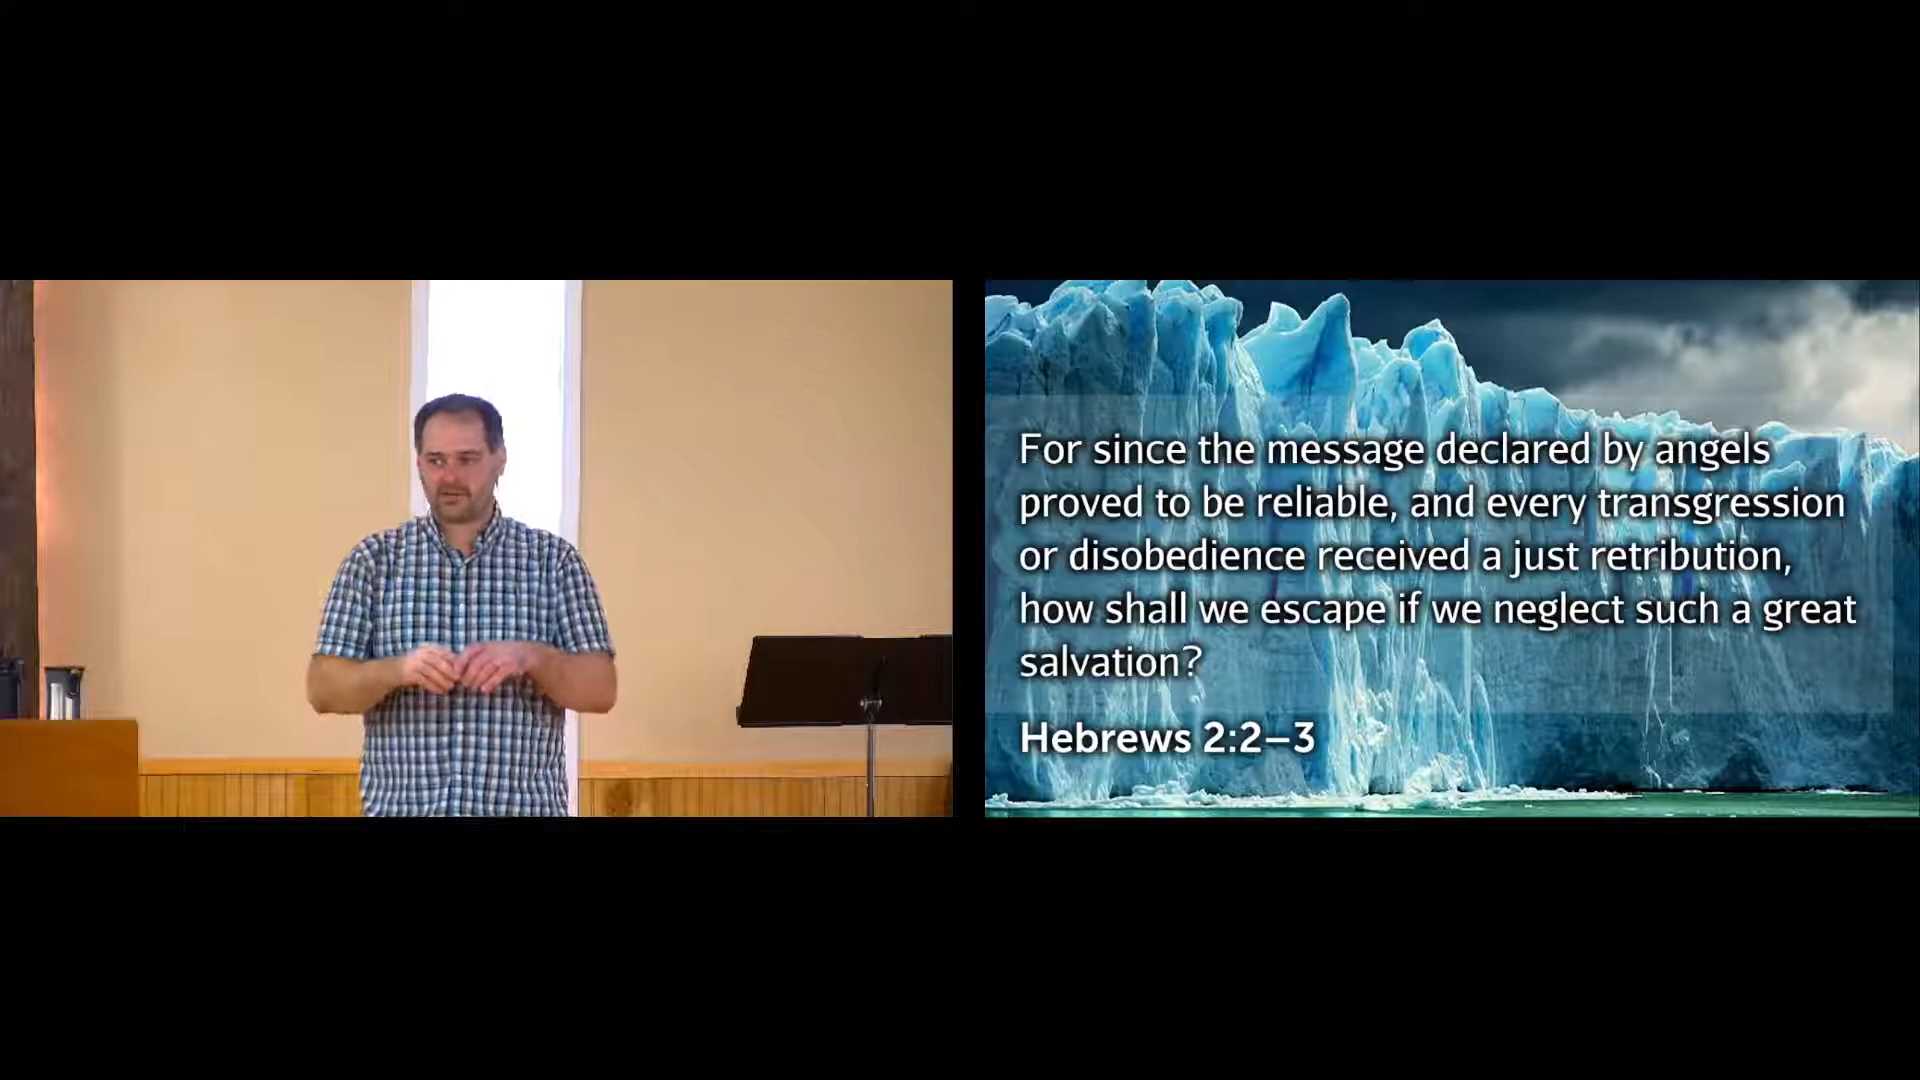 For since the message declared by angels
proved to be reliable, and every transgression
or disobedience received a just retribution,
how shall we escape if we neglect such a great
salvation?
Hebrews 2:2–3